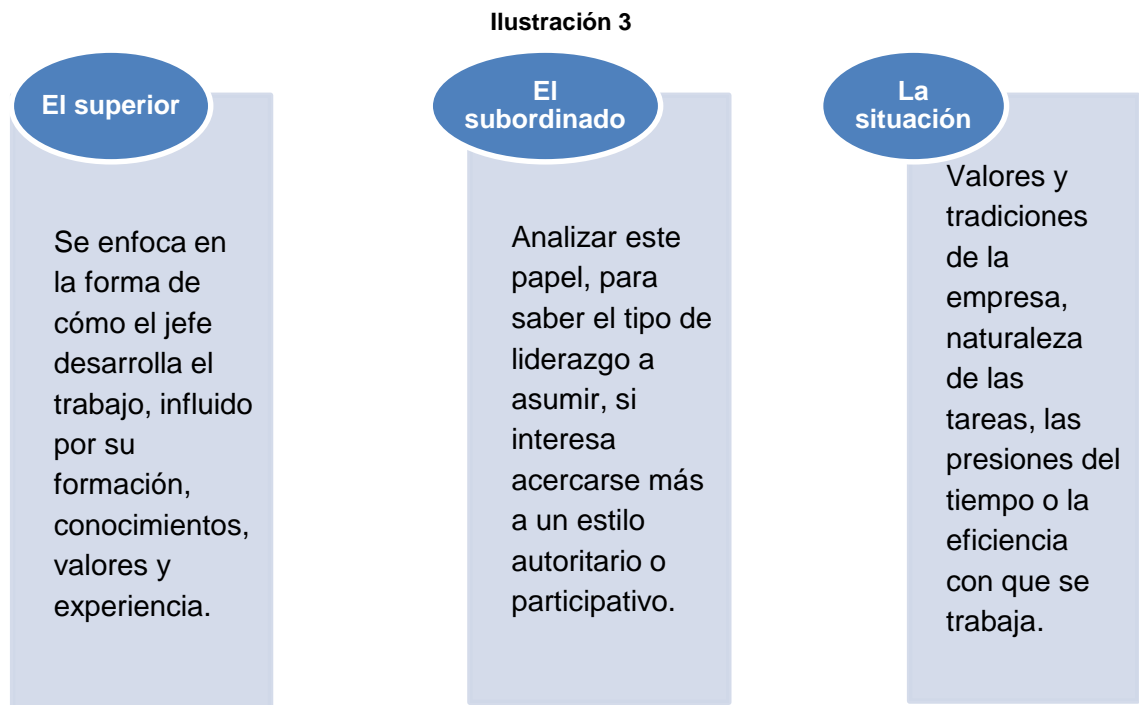 Ilustración 3
El superior
Se enfoca en
la forma de
cómo el jefe
desarrolla el
trabajo, influido
por su
formación,
conocimientos,
valores y
experiencia.
El
subordinado
Analizar este
papel, para
saber el tipo de
liderazgo a
asumir, si
interesa
acercarse más
a un estilo
autoritario o
participativo.
La
situación
Valores y
tradiciones
de la
empresa,
naturaleza
de las
tareas, las
presiones del
tiempo o la
eficiencia
con que se
trabaja.